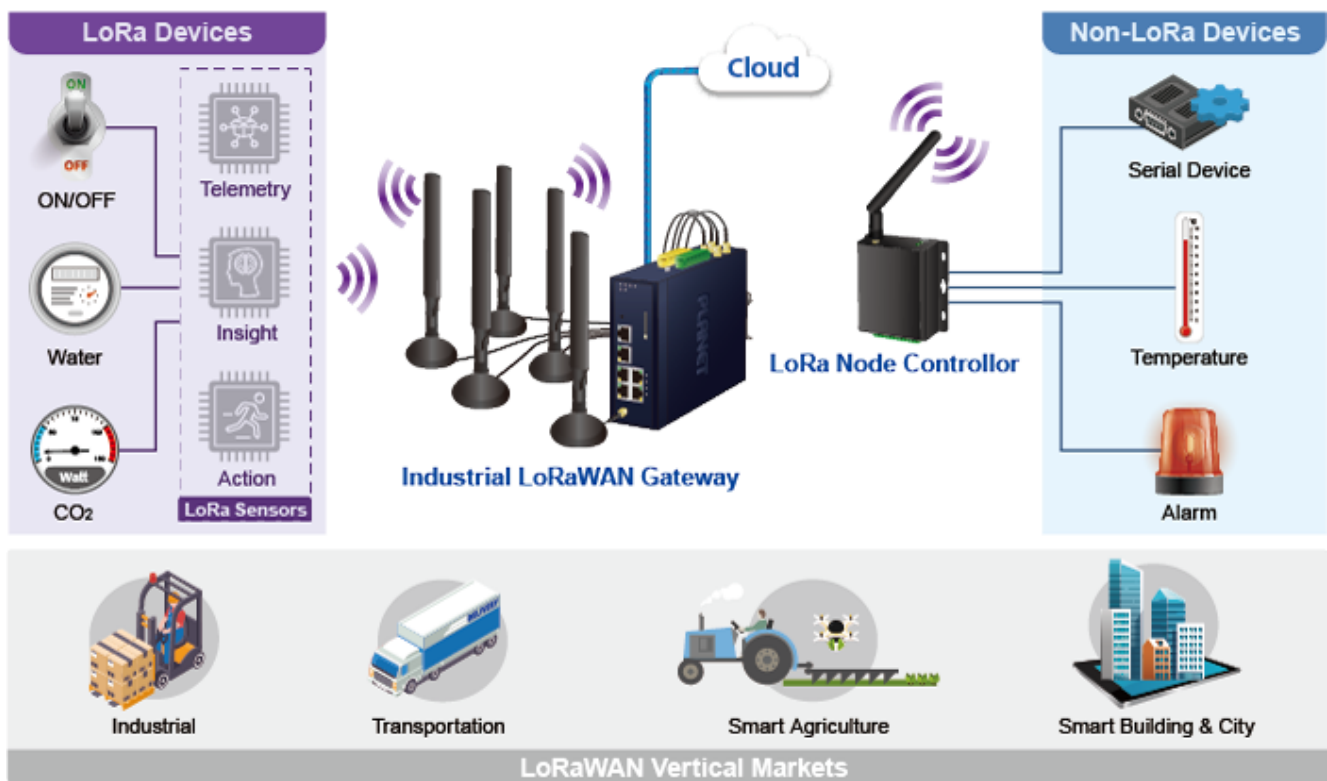 LoRa Devices
ON
OFF
ON/OFF
Water
Watt
CO₂
Telemetry
Insight
Action
LoRa Sensors
Cloud
PLANET
Industrial LoRaWAN Gateway
LoRa Node Controllor
Non-LoRa Devices
Serial Device
Temperature
Alarm
DELIVERY
Industrial
Transportation
Smart Agriculture
Smart Building & City
LoRaWAN Vertical Markets